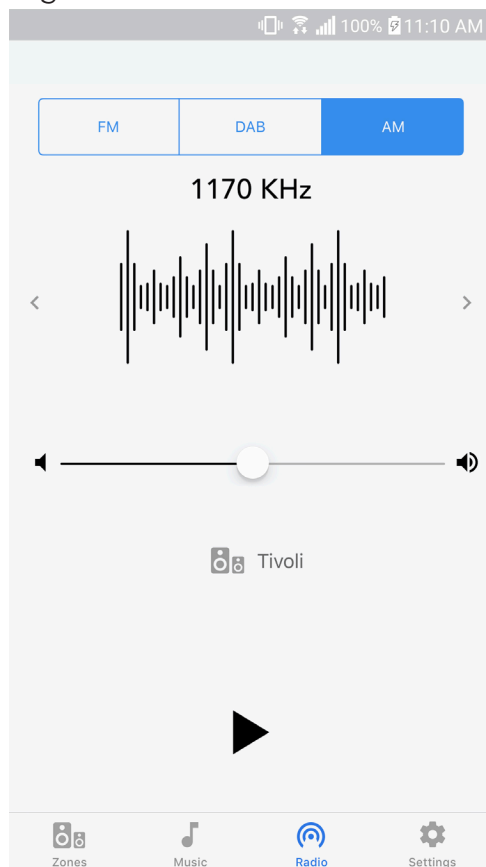 100% 11:10 AM
FM DAB AM
1170 KHz
Tivoli
Zones Music Radio Settings